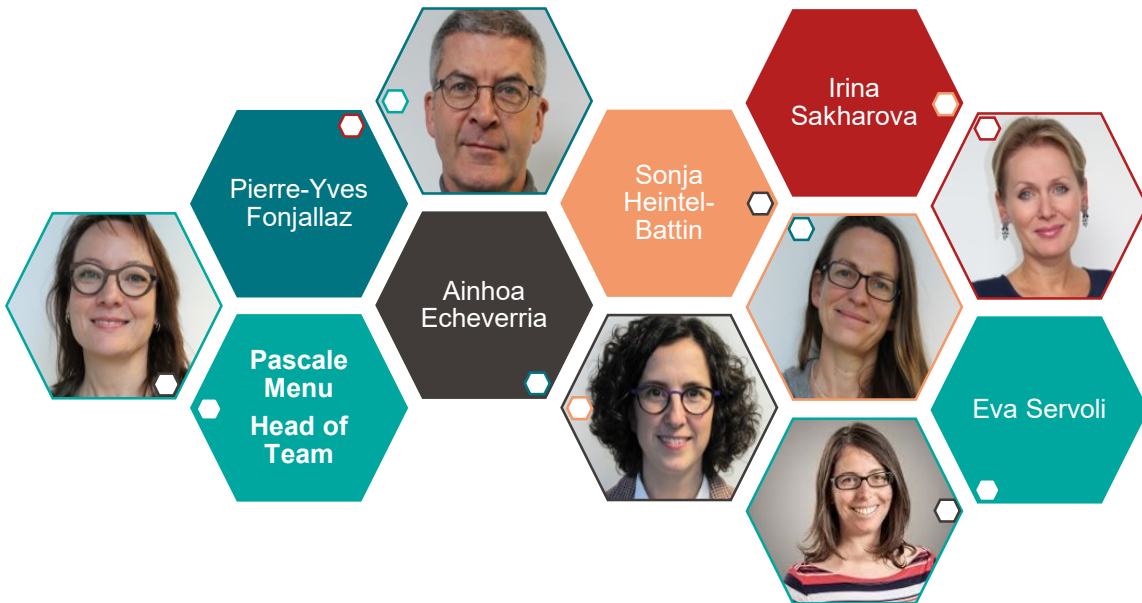 Pierre-Yves
Fonjallaz
Pascale
Menu
Head of
Team
Ainhoa
Echeverria
Sonja
Heintel-
Battin
Irina
Sakharova
Eva Servoli